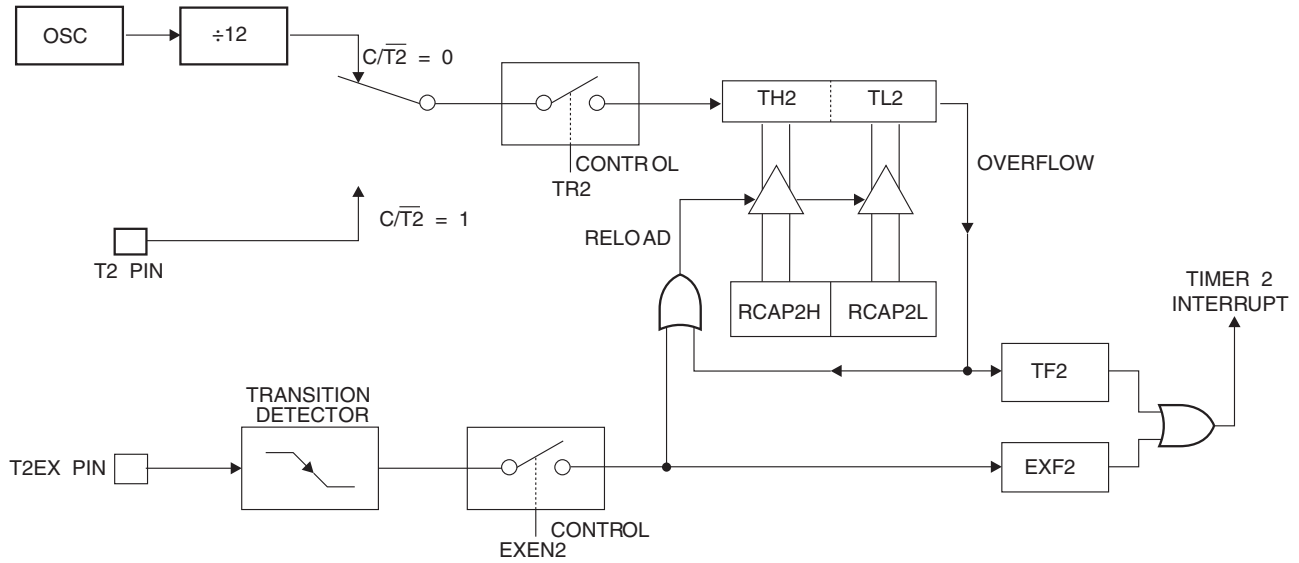 OSC
÷12
C/T2̅ = 0
TH2
TL2
CONTROL
TR2
OVERFLOW
C/T2̅ = 1
T2 PIN
RELOAD
RCAP2H
RCAP2L
TIMER 2
INTERRUPT
TF2
TRANSITION
DETECTOR
T2EX PIN
EXF2
CONTROL
EXEN2